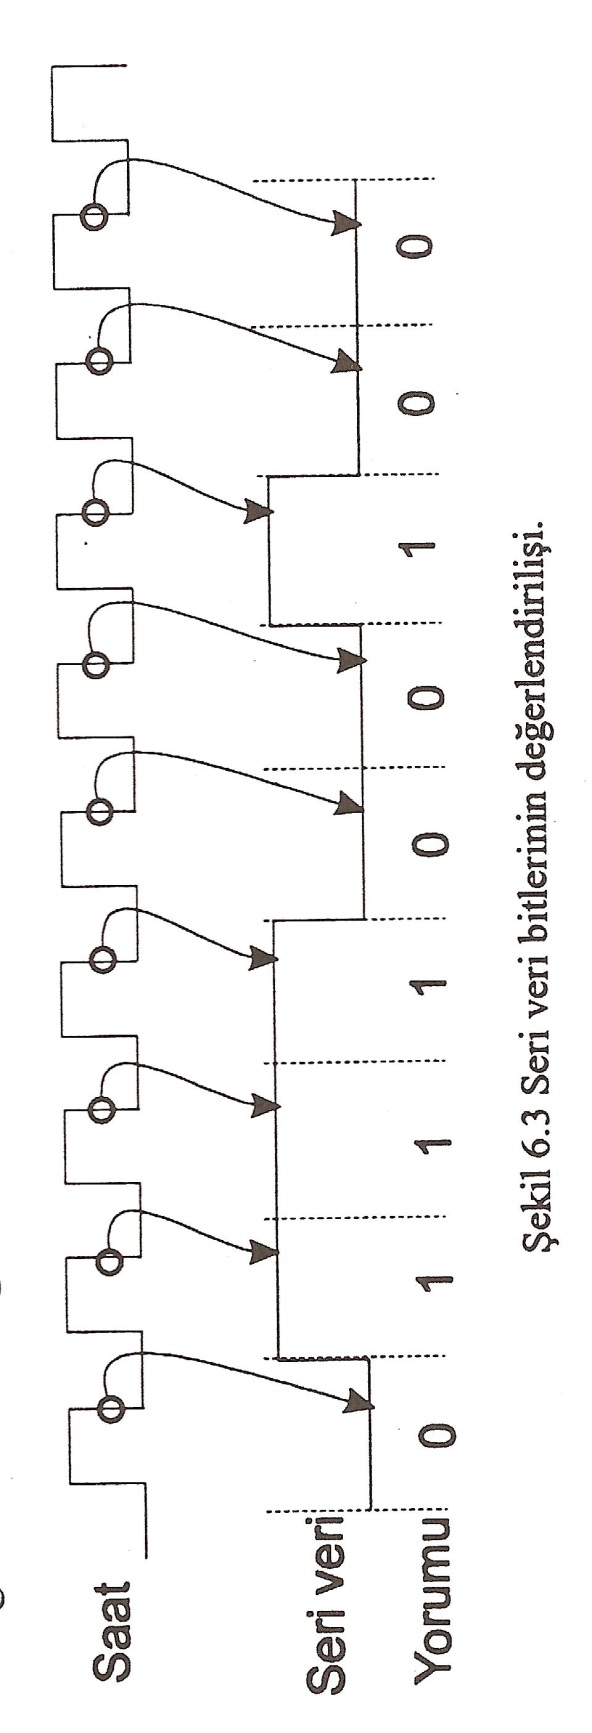 Saat
Seri veri
Yorumu 0 1 1 1 0 0 1 0 0
Şekil 6.3 Seri veri bitlerinin değerlendirilişi.